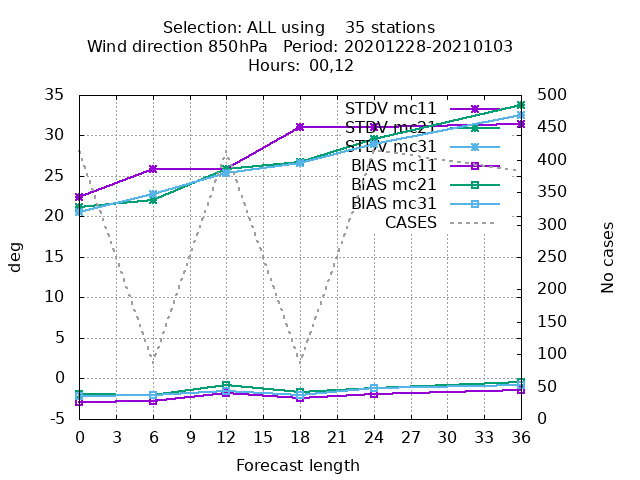 Selection: ALL using 35 stations
Wind direction 850hPa Period: 20201228-20210103
Hours: 00,12
35
30
25
20
15
10
5
0
-5
deg
500
450
400
350
300
250
200
150
100
50
0
No cases
STDV mc11
STDV mc21
STDV mc31
BIAS mc11
BIAS mc21
BIAS mc31
CASES
0 3 6 9 12 15 18 21 24 27 30 33 36
Forecast length